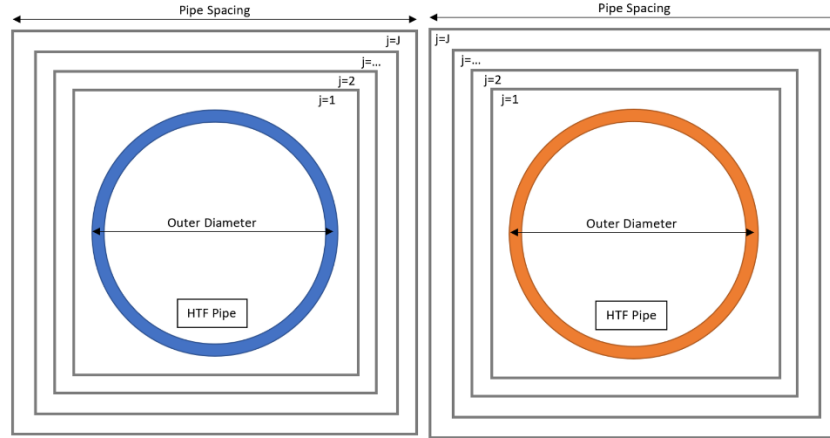 Pipe Spacing
j=J
j=...
j=2
j=1
Outer Diameter
HTF Pipe
Pipe Spacing
j=J
j=...
j=2
j=1
Outer Diameter
HTF Pipe